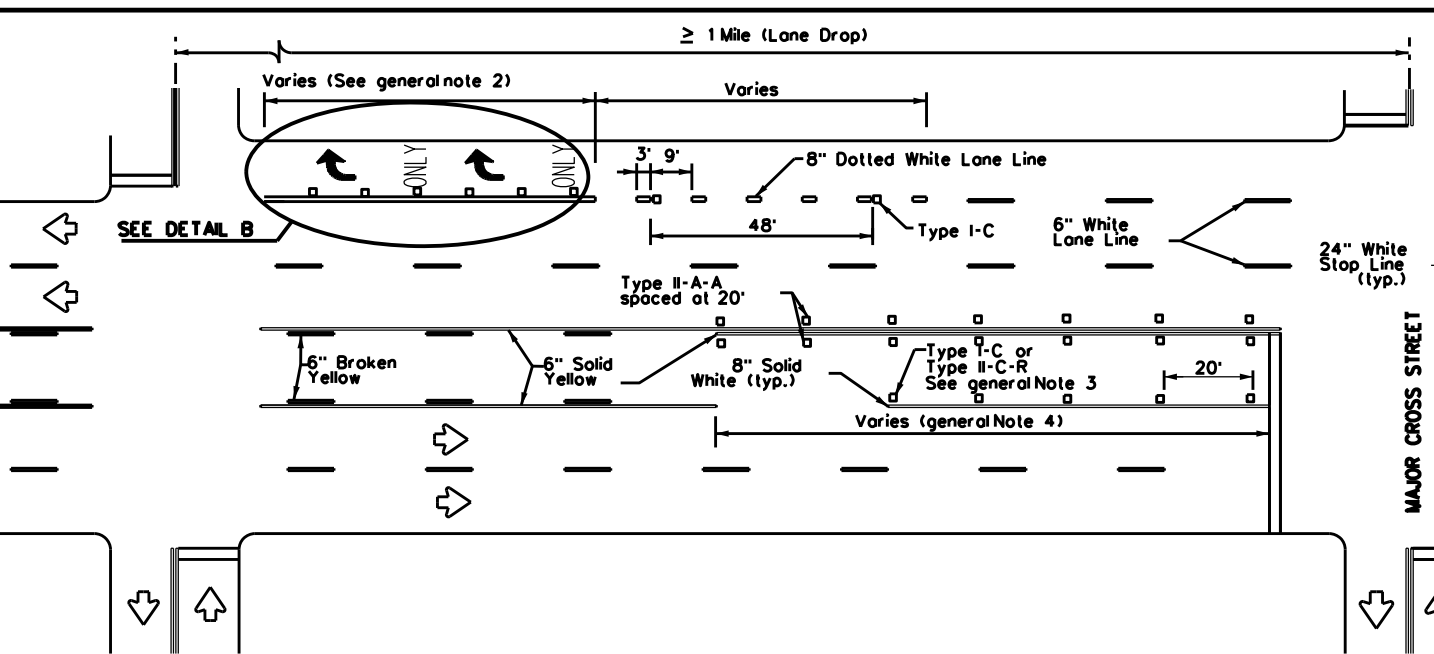 ≥ 1 Mile (Lane Drop)
Varies (See general note 2)
Varies
ONLY
ONLY
3'
9'
8" Dotted White Lane Line
SEE DETAIL B
48'
Type I-C
6" White
Lane Line
24" White
Stop Line
(typ.)
Type II-A-A
spaced at 20'
6" Broken
Yellow
6" Solid
Yellow
8" Solid
White (typ.)
Type I-C or
Type II-C-R
See general Note 3
20'
Varies (general Note 4)
MAJOR CROSS STREET